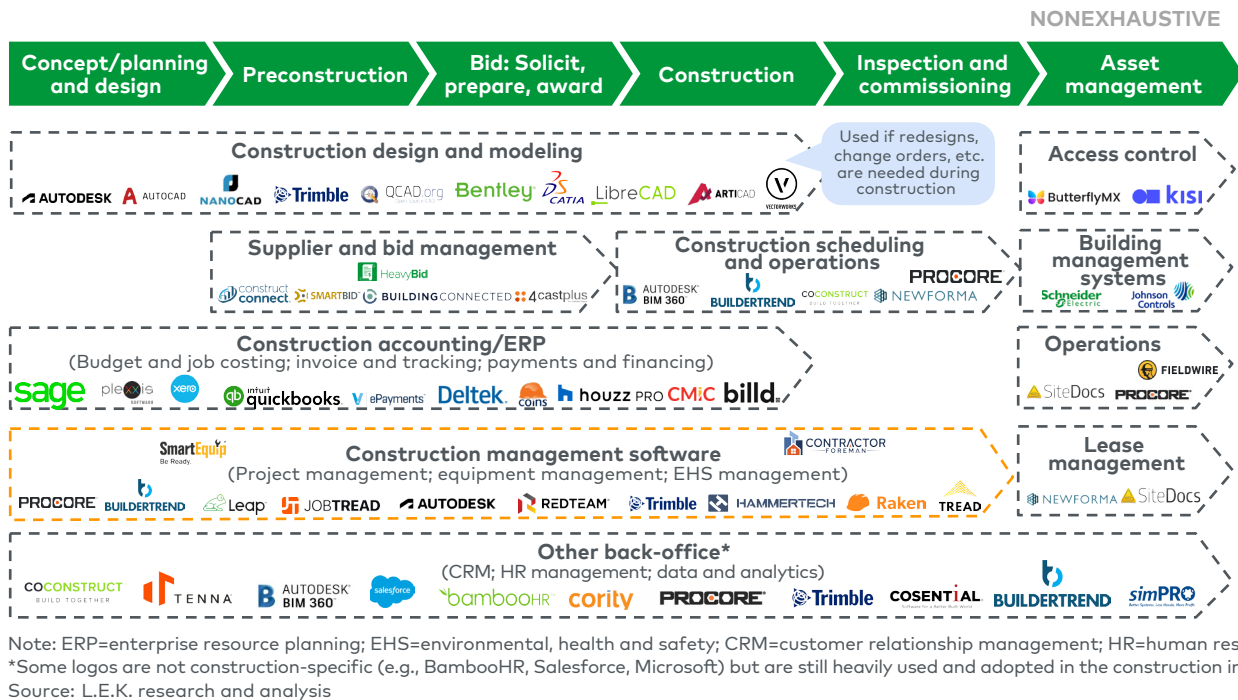 NONEXHAUSTIVE
Concept/planning
and design
Preconstruction
Bid: Solicit,
prepare, award
Construction
Inspection and
commissioning
Asset
management
Construction design and modeling
AUTODESK
AUTOCAD
NANOCAD
Trimble
QCAD.org
Bentley
CATIA
LibreCAD
ARTICAD
VECTORWORKS
Used if redesigns,
change orders, etc.
are needed during
construction
Access control
ButterflyMX
KISI
Supplier and bid management
HeavyBid
construct
connect
SMARTBID
BUILDINGCONNECTED
4castplus
Construction scheduling
and operations
PROCORE
AUTODESK
BIM 360
BUILDERTREND
COCONSTRUCT
BUILD TOGETHER
NEWFORMA
Building
management
systems
Schneider
Electric
Johnson
Controls
Construction accounting/ERP
(Budget and job costing; invoice and tracking; payments and financing)
sage
plexxis
SOFTWARE
xero
intuit
quickbooks
ePayments
Deltek
coins
houzz PRO
CMiC
billd
Operations
FIELDWIRE
SiteDocs
PROCORE
SmartEquip
Be Ready.
Construction management software
CONTRACTOR
FOREMAN
(Project management; equipment management; EHS management)
PROCORE
BUILDERTREND
Leap
JOBTREAD
AUTODESK
REDTEAM
Trimble
HAMMERTECH
Raken
TREAD
Lease
management
NEWFORMA
SiteDocs
Other back-office*
(CRM; HR management; data and analytics)
COCONSTRUCT
BUILD TOGETHER
TENNA
AUTODESK
BIM 360
salesforce
bambooHR
cority
PROCORE
Trimble
COSENTIAL
Software for a Better Built World
BUILDERTREND
simPRO
Note: ERP=enterprise resource planning; EHS=environmental, health and safety; CRM=customer relationship management; HR=human res
*Some logos are not construction-specific (e.g., BambooHR, Salesforce, Microsoft) but are still heavily used and adopted in the construction in
Source: L.E.K. research and analysis